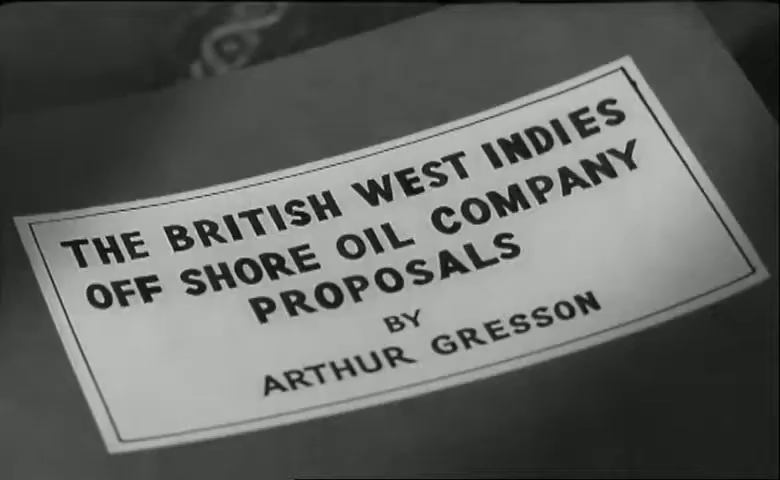 THE BRITISH WEST INDIES
OFF SHORE OIL COMPANY
PROPOSALS
BY
ARTHUR GRESSON